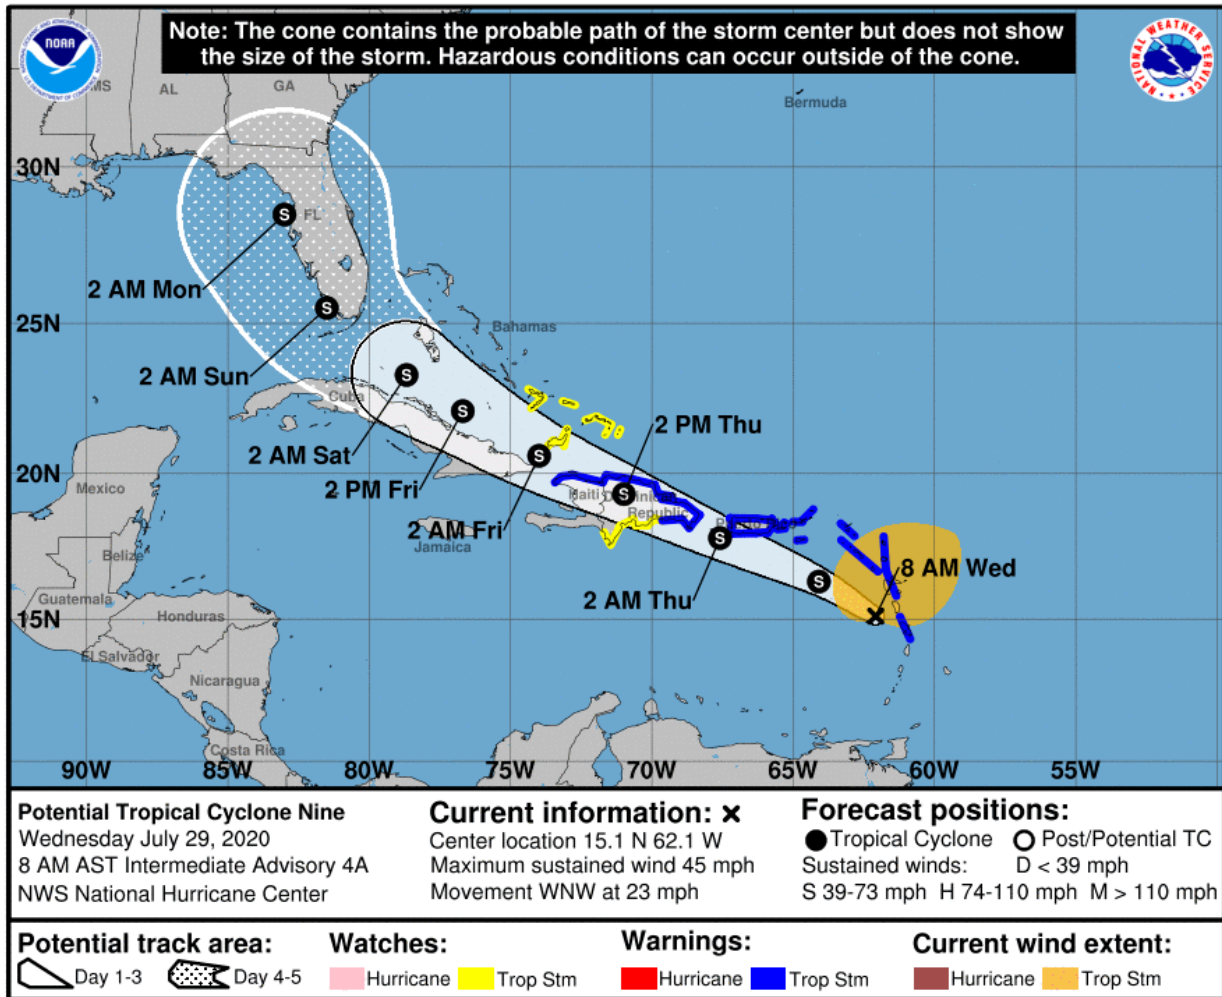 Note: The cone contains the probable path of the storm center but does not show
the size of the storm. Hazardous conditions can occur outside of the cone.
NOAA
NATIONAL WEATHER SERVICE
MS
AL
GA
Bermuda
30N
FL
S
2 AM Mon
S
25N
Bahamas
2 AM Sun
S
Cuba
S
2 PM Thu
2 AM Sat
S
20N
Mexico
2 PM Fri
Haiti
S
Republic
2 AM Fri
Jamaica
S
Belize
8 AM Wed
S
2 AM Thu
Guatemala
Honduras
15N
El Salvador
Nicaragua
Costa Rica
90W 85W 80W 75W 70W 65W 60W 55W
Potential Tropical Cyclone Nine
Wednesday July 29, 2020
8 AM AST Intermediate Advisory 4A
NWS National Hurricane Center
Current information: x
Center location 15.1 N 62.1 W
Maximum sustained wind 45 mph
Movement WNW at 23 mph
Forecast positions:
Tropical Cyclone Post/Potential TC
Sustained winds: D < 39 mph
S 39-73 mph H 74-110 mph M > 110 mph
Potential track area:
Day 1-3 Day 4-5
Watches:
Hurricane Trop Stm
Warnings:
Hurricane Trop Stm
Current wind extent:
Hurricane Trop Stm